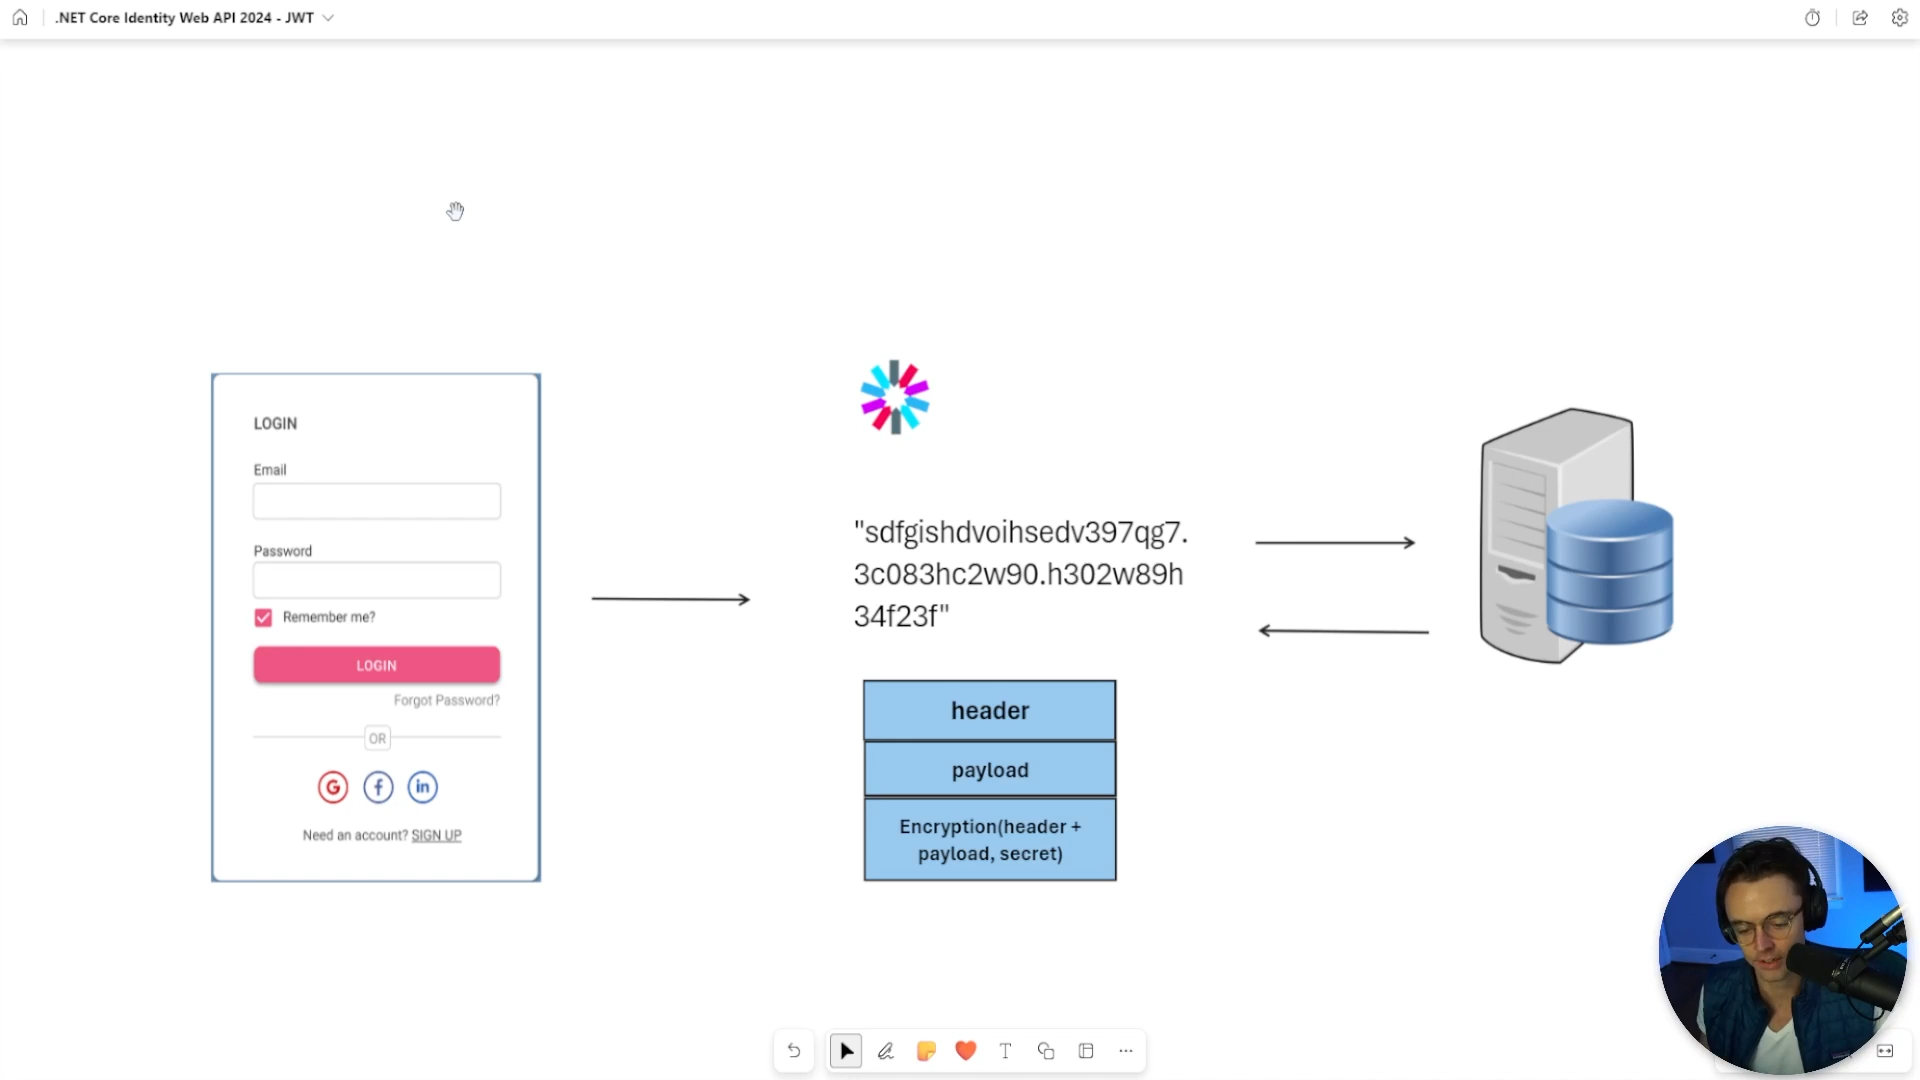 .NET Core Identity Web API 2024 - JWT
LOGIN
Email
Password
Remember me?
LOGIN
Forgot Password?
OR
G f in
Need an account? SIGN UP
"sdfgishdvoihsedv397qg7.
3c083hc2w90.h302w89h
34f23f"
header
payload
Encryption(header +
payload, secret)
T